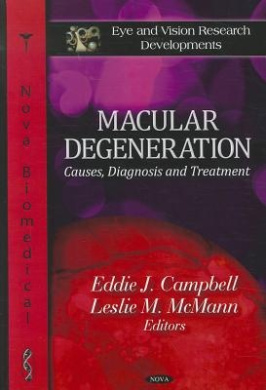 Eye and Vision Research
Developments
Nova Biomedical
MACULAR
DEGENERATION
Causes, Diagnosis and Treatment
Eddie J. Campbell
Leslie M. McMann
Editors
NOVA